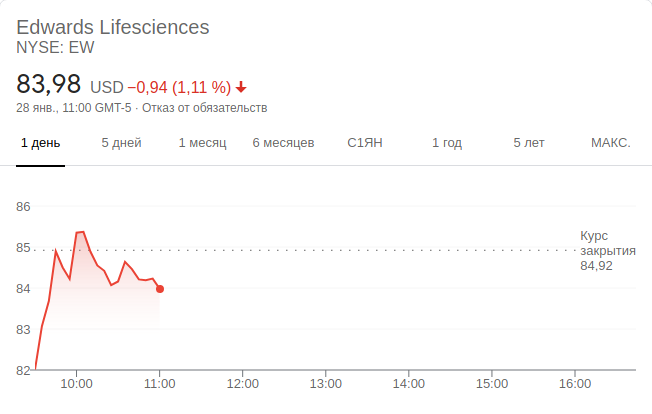 Edwards Lifesciences
NYSE: EW
83,98 USD −0,94 (1,11 %)
28 янв., 11:00 GMT-5 · Отказ от обязательств
1 день 5 дней 1 месяц 6 месяцев С1ЯН 1 год 5 лет МАКС.
86
85
84
83
82
Курс
закрытия
84,92
10:00 11:00 12:00 13:00 14:00 15:00 16:00